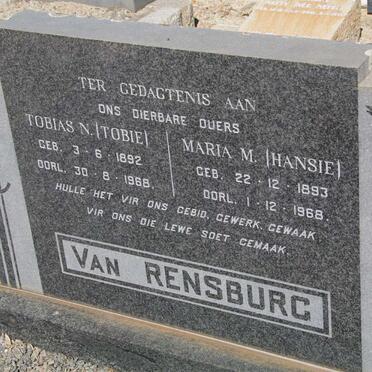 TER GEDAGTENIS AAN
ONS DIERBARE OUERS
TOBIAS N. (TOBIE)
GEB. 3-6-1892
OORL. 30-8-1968.
MARIA M. (HANSIE)
GEB. 22-12-1893
OORL. 1-12-1968.
HULLE HET VIR ONS GEBID, GEWERK, GEWAAK
VIR ONS DIE LEWE SOET GEMAAK.
VAN RENSBURG